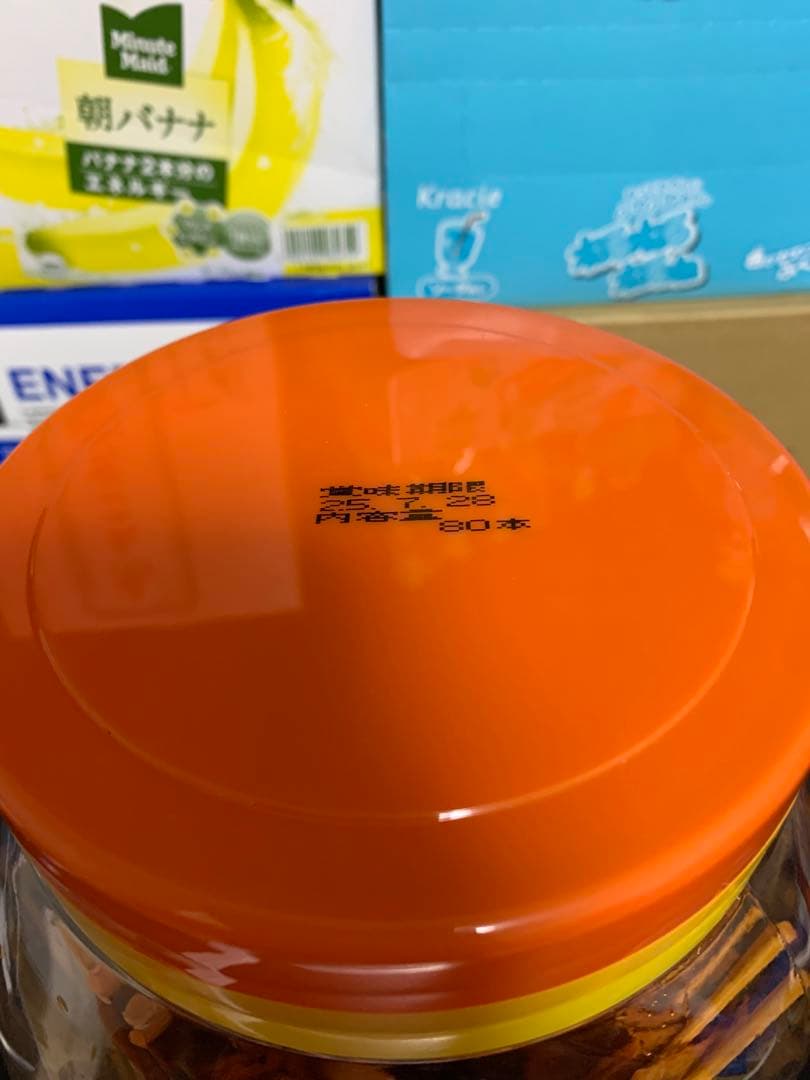 Minute
Maid
朝バナナ
バナナ2本分の
エネルギー
Kracie
ENE
賞味期限
25. 7. 28
内容量
80本